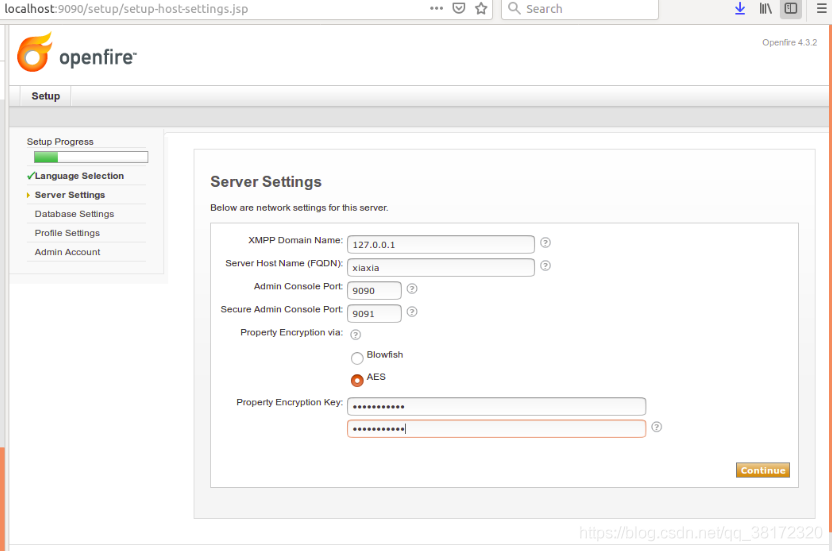 localhost:9090/setup/setup-host-settings.jsp
Search
openfire™
Openfire 4.3.2
Setup
Setup Progress
Language Selection
Server Settings
Database Settings
Profile Settings
Admin Account
Server Settings
Below are network settings for this server.
XMPP Domain Name: 127.0.0.1 ?
Server Host Name (FQDN): xiaxia ?
Admin Console Port: 9090 ?
Secure Admin Console Port: 9091 ?
Property Encryption via: ?
Blowfish
AES
Property Encryption Key: •••••••••••
••••••••••• ?
Continue
https://blog.csdn.net/qq_38172320